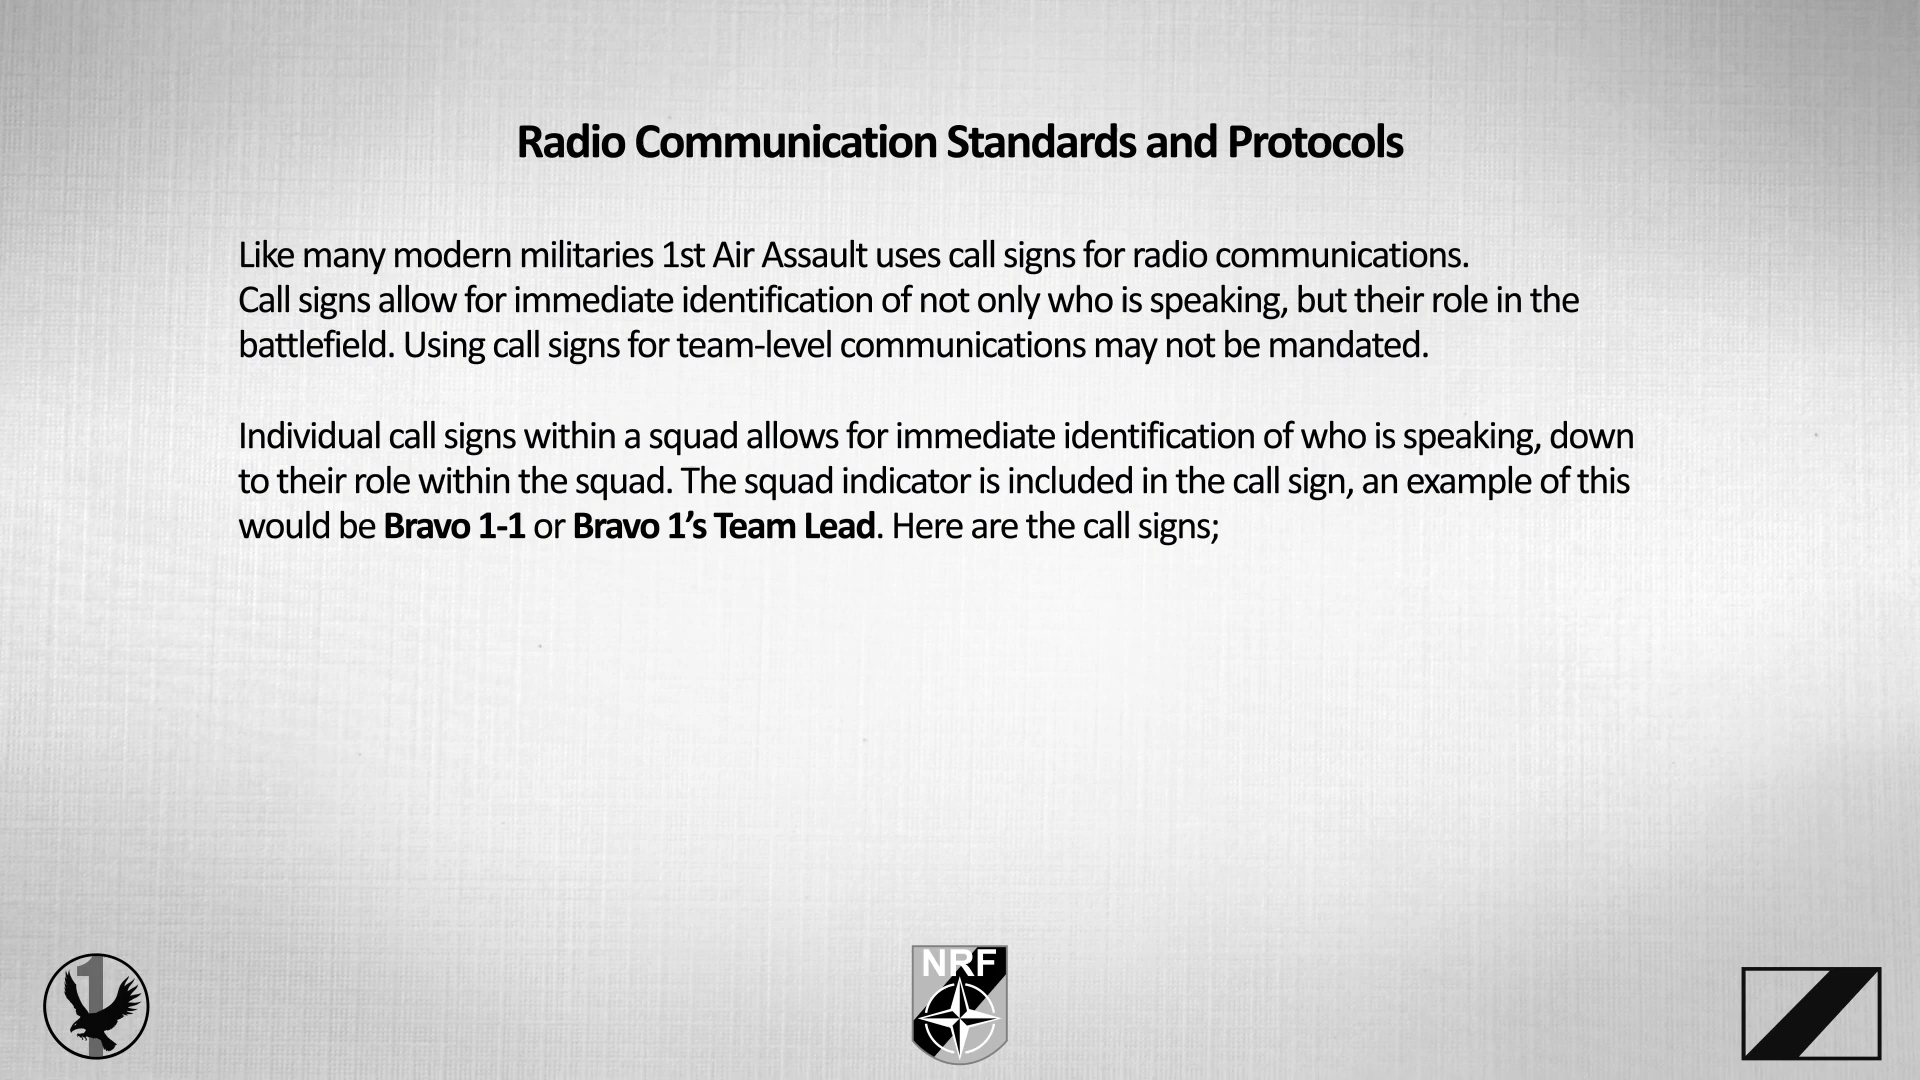 Radio Communication Standards and Protocols
Like many modern militaries 1st Air Assault uses call signs for radio communications.
Call signs allow for immediate identification of not only who is speaking, but their role in the
battlefield. Using call signs for team-level communications may not be mandated.
Individual call signs within a squad allows for immediate identification of who is speaking, down
to their role within the squad. The squad indicator is included in the call sign, an example of this
would be Bravo 1-1 or Bravo 1’s Team Lead. Here are the call signs;
1
NRF